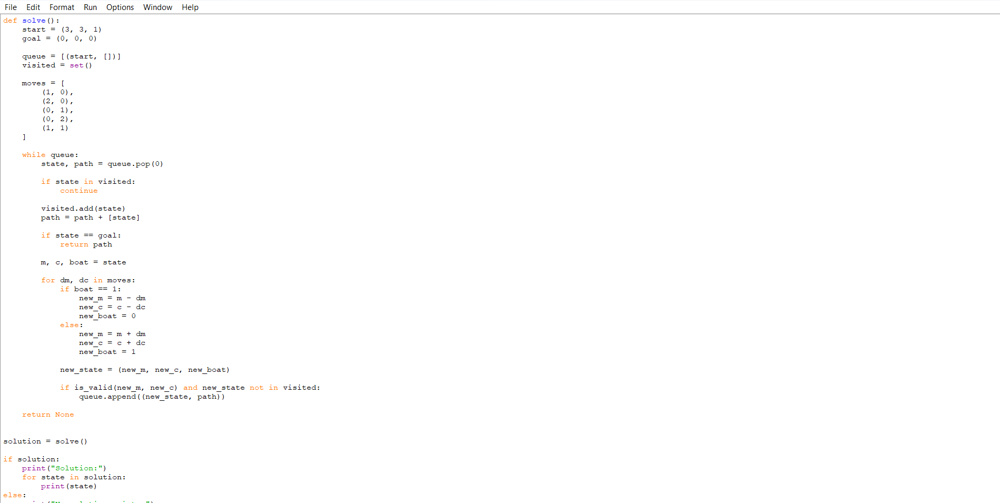 File Edit Format Run Options Window Help
def solve():
    start = (3, 3, 1)
    goal = (0, 0, 0)
    queue = [(start, [])]
    visited = set()
    moves = [
        (1, 0),
        (2, 0),
        (0, 1),
        (0, 2),
        (1, 1)
    ]
    while queue:
        state, path = queue.pop(0)
        if state in visited:
            continue
        visited.add(state)
        path = path + [state]
        if state == goal:
            return path
        m, c, boat = state
        for dm, dc in moves:
            if boat == 1:
                new_m = m - dm
                new_c = c - dc
                new_boat = 0
            else:
                new_m = m + dm
                new_c = c + dc
                new_boat = 1
            new_state = (new_m, new_c, new_boat)
            if is_valid(new_m, new_c) and new_state not in visited:
                queue.append((new_state, path))
    return None
solution = solve()
if solution:
    print("Solution:")
    for state in solution:
        print(state)
else: